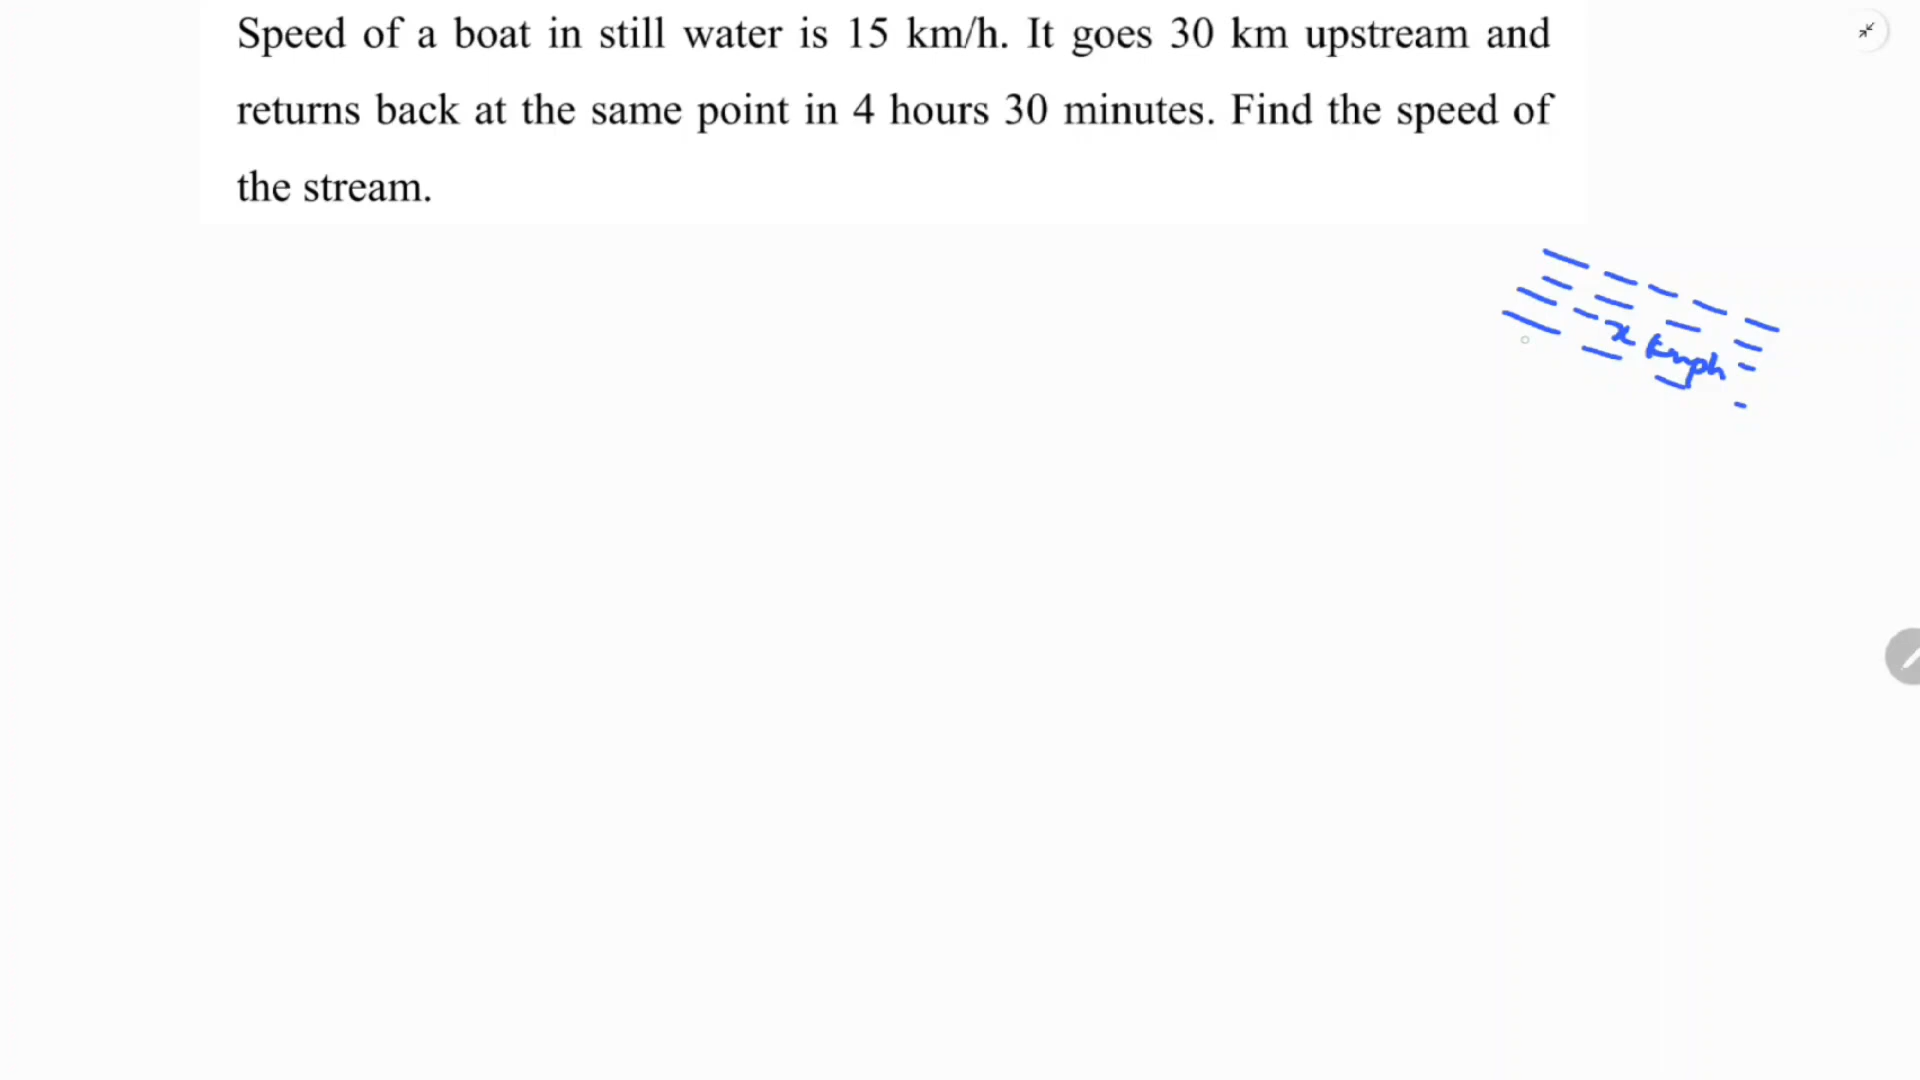 Speed of a boat in still water is 15 km/h. It goes 30 km upstream and
returns back at the same point in 4 hours 30 minutes. Find the speed of
the stream.
x kmph